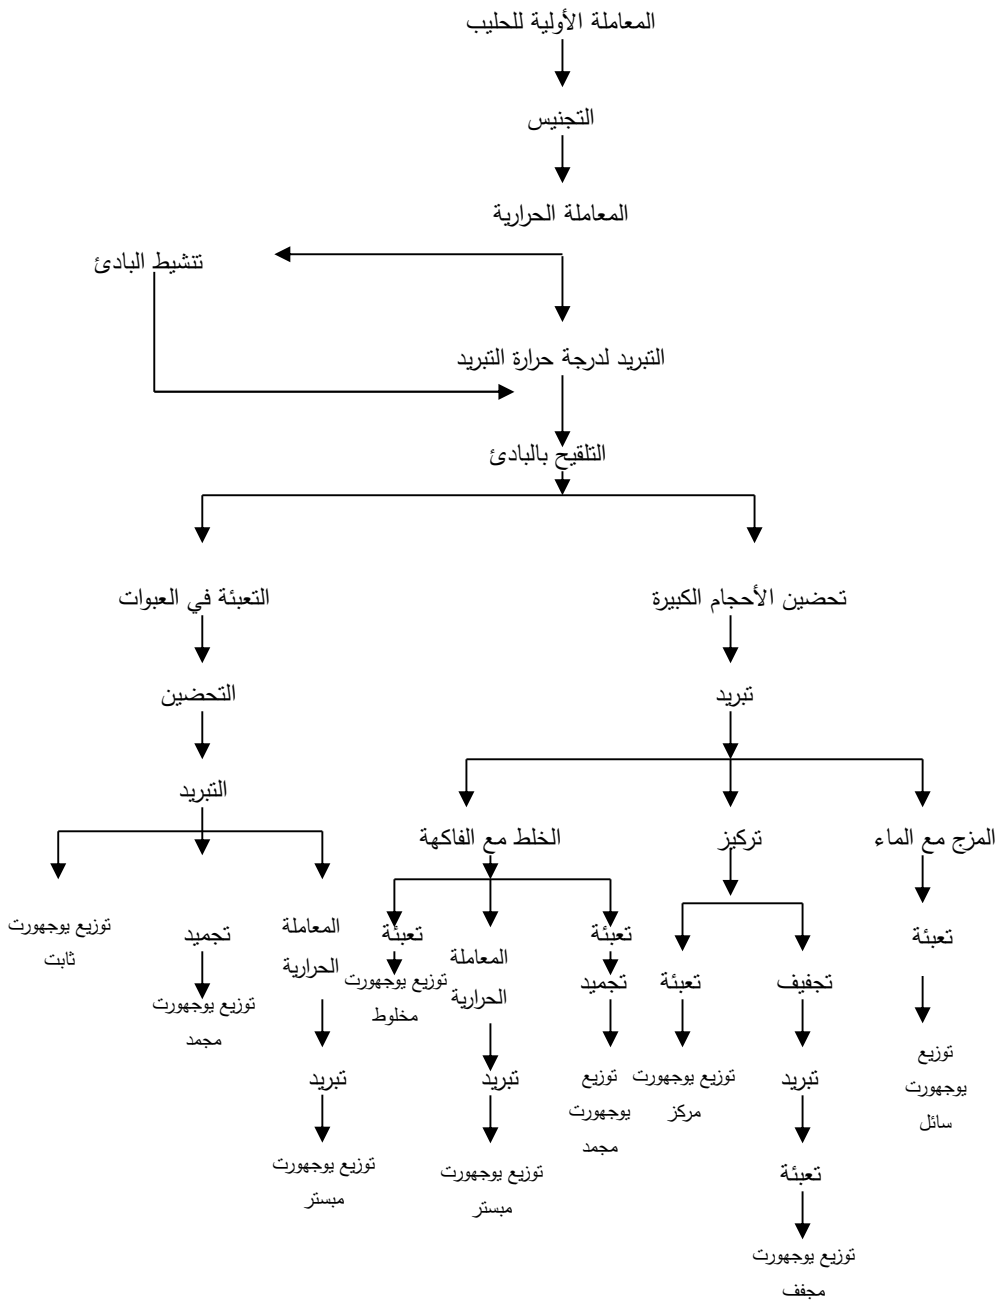 المعاملة الأولية للحليب
التجنيس
المعاملة الحرارية
تنشيط البادئ
التبريد لدرجة حرارة التبريد
التلقيح بالبادئ
تحضين الأحجام الكبيرة
التعبئة في العبوات
تبريد
التحضين
التبريد
المزج مع الماء
تركيز
الخلط مع الفاكهة
تعبئة
تعبئة
المعاملة
الحرارية
تعبئة
المعاملة
الحرارية
تجميد
توزيع يوجهورت
ثابت
تجفيف
تعبئة
تجميد
توزيع يوجهورت
مخلوط
توزيع يوجهورت
مجمد
توزيع
يوجهورت
سائل
تبريد
توزيع يوجهورت
مركز
توزيع
يوجهورت
مجمد
تبريد
تبريد
تعبئة
توزيع يوجهورت
مبستر
توزيع يوجهورت
مبستر
توزيع يوجهورت
مجفف